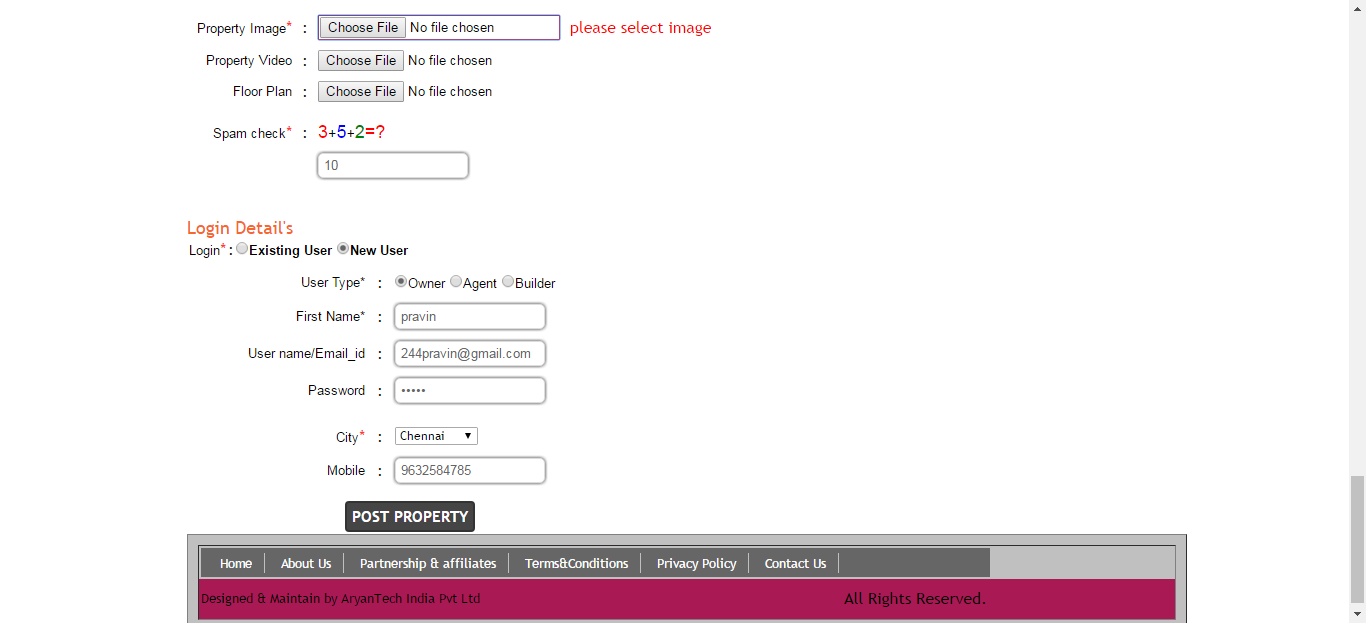 Property Image* : Choose File No file chosen please select image
Property Video : Choose File No file chosen
Floor Plan : Choose File No file chosen
Spam check* : 3+5+2=?
10
Login Detail's
Login* : Existing User New User
User Type* : Owner Agent Builder
First Name* : pravin
User name/Email_id : 244pravin@gmail.com
Password : •••••
City* : Chennai
Mobile : 9632584785
POST PROPERTY
Home About Us Partnership & affiliates Terms&Conditions Privacy Policy Contact Us
Designed & Maintain by AryanTech India Pvt Ltd All Rights Reserved.